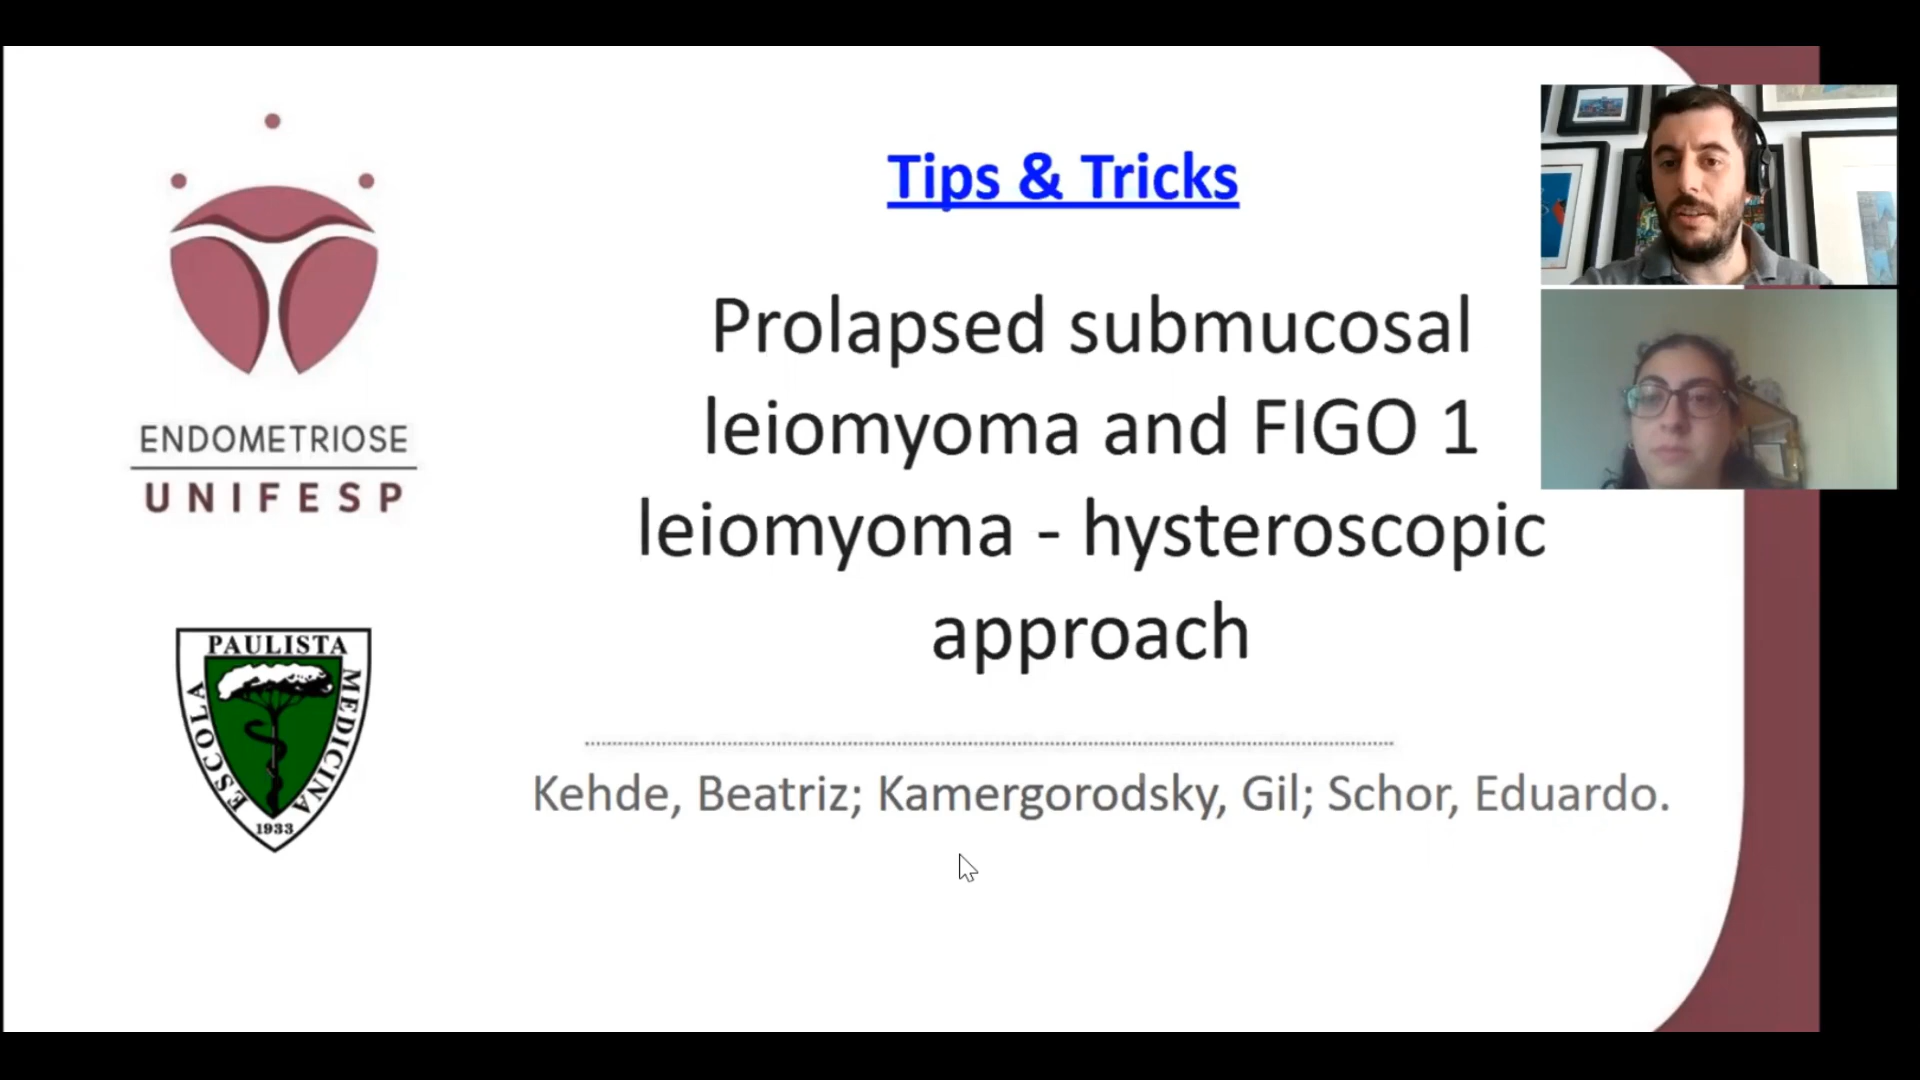 Tips & Tricks
Prolapsed submucosal
leiomyoma and FIGO 1
leiomyoma - hysteroscopic
approach
Kehde, Beatriz; Kamergorodsky, Gil; Schor, Eduardo.
ENDOMETRIOSE
UNIFESP
ESCOLA
PAULISTA
MEDICINA
1933